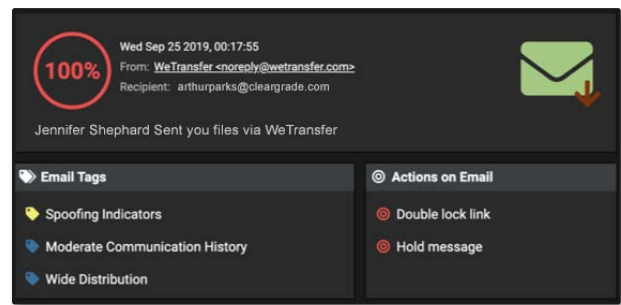 100%
Wed Sep 25 2019, 00:17:55
From: WeTransfer <noreply@wetransfer.com>
Recipient: arthurparks@cleargrade.com
Jennifer Shephard Sent you files via WeTransfer
Email Tags
Spoofing Indicators
Moderate Communication History
Wide Distribution
Actions on Email
Double lock link
Hold message